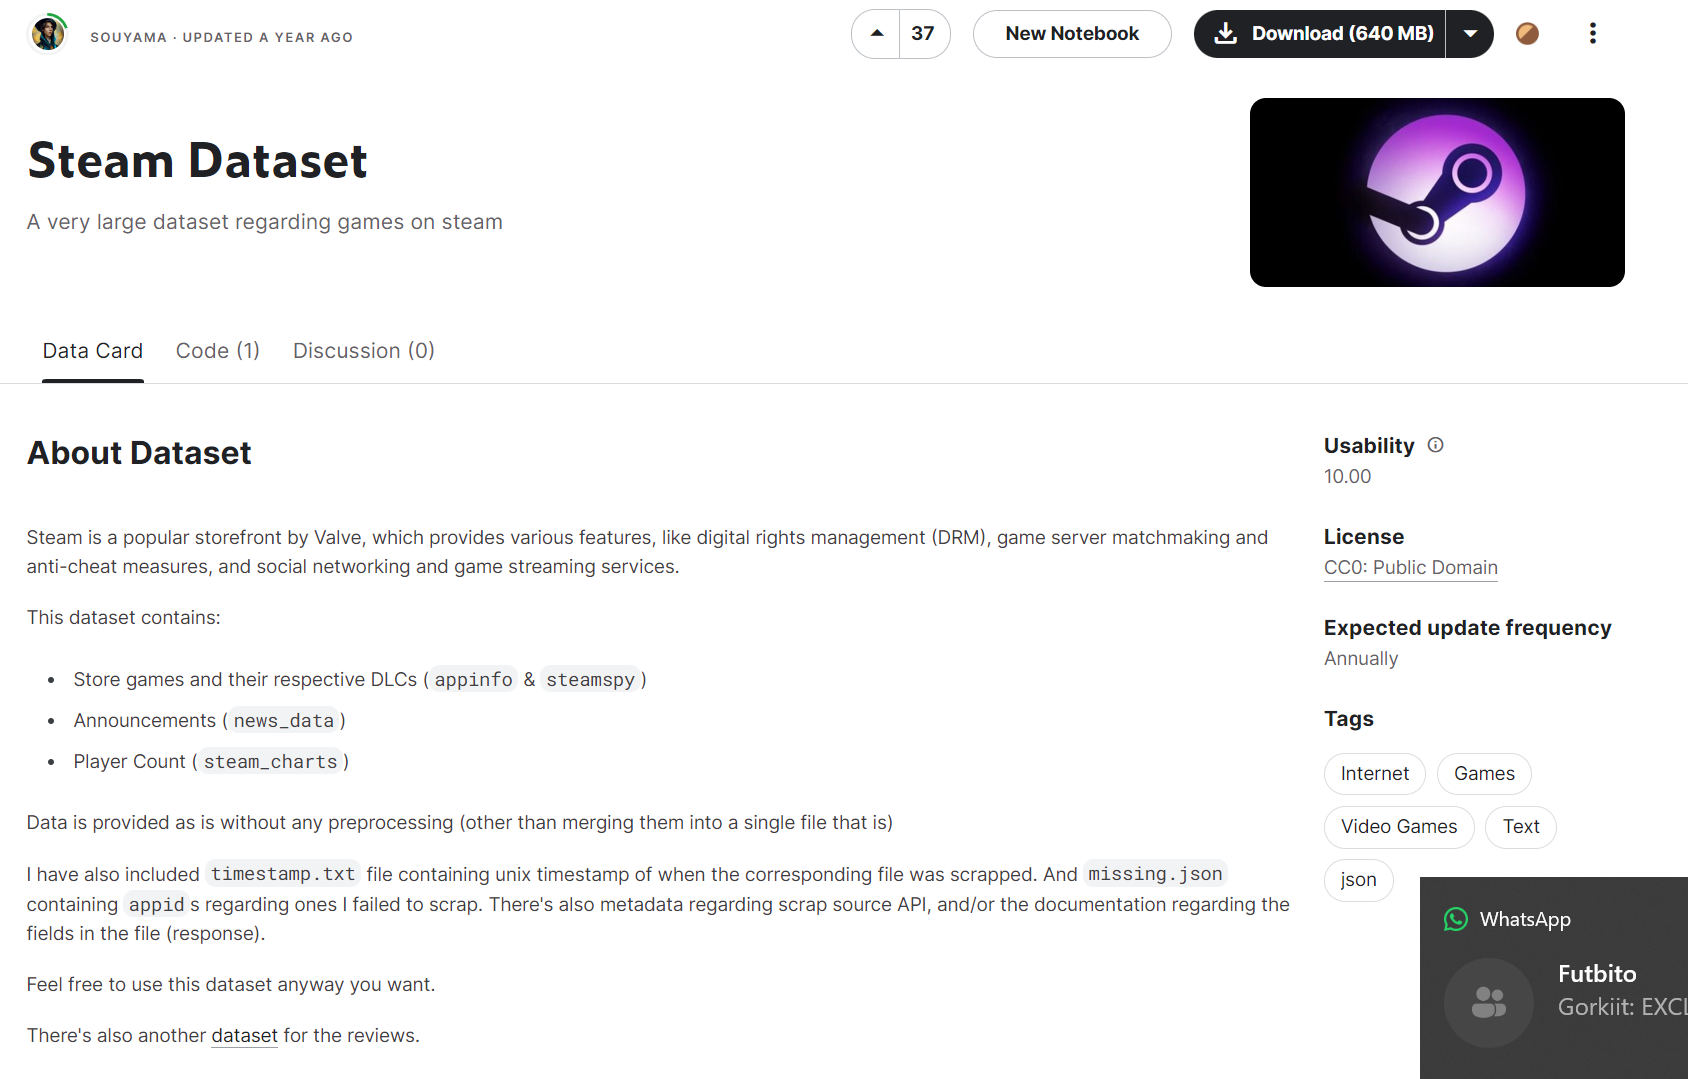 SOUYAMA · UPDATED A YEAR AGO
37
New Notebook
Download (640 MB)
Steam Dataset
A very large dataset regarding games on steam
Data Card
Code (1)
Discussion (0)
About Dataset
Steam is a popular storefront by Valve, which provides various features, like digital rights management (DRM), game server matchmaking and
anti-cheat measures, and social networking and game streaming services.
This dataset contains:
• Store games and their respective DLCs ( appinfo & steamspy )
• Announcements ( news_data )
• Player Count ( steam_charts )
Data is provided as is without any preprocessing (other than merging them into a single file that is)
I have also included timestamp.txt file containing unix timestamp of when the corresponding file was scrapped. And missing.json
containing appid s regarding ones I failed to scrap. There's also metadata regarding scrap source API, and/or the documentation regarding the
fields in the file (response).
Feel free to use this dataset anyway you want.
There's also another dataset for the reviews.
Usability
10.00
License
CC0: Public Domain
Expected update frequency
Annually
Tags
Internet
Games
Video Games
Text
json
WhatsApp
Futbito
Gorkiit: EXCL